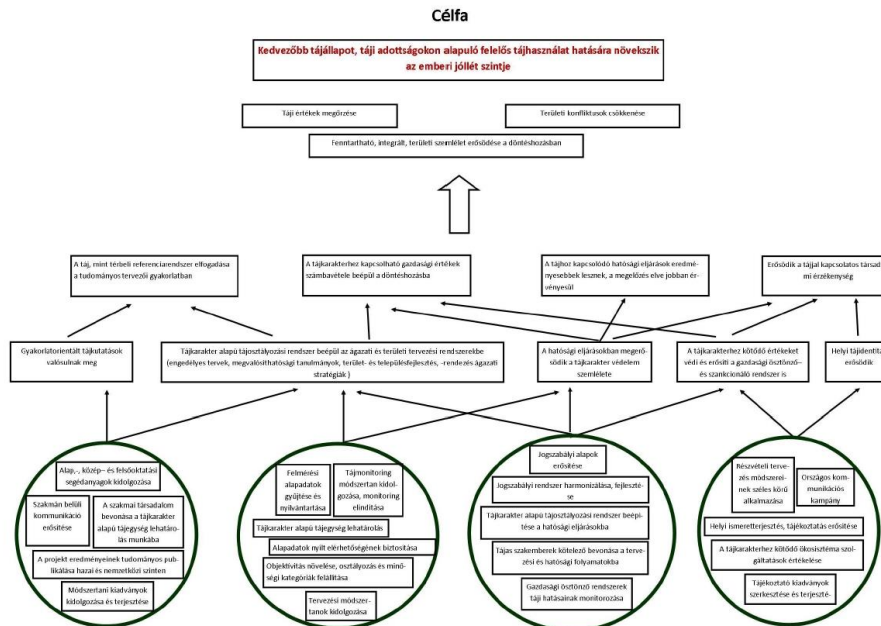 Célfa
Kedvezőbb tájállapot, táji adottságokon alapuló felelős tájhasználat hatására növekszik
az emberi jóllét szintje
Táji értékek megőrzése
Területi konfliktusok csökkenése
Fenntartható, integrált, területi szemlélet erősödése a döntéshozásban
A táj, mint térbeli referenciarendszer elfogadása
a tudományos tervezői gyakorlatban
A tájkarakterhez kapcsolható gazdasági értékek
számbavétele beépül a döntéshozásba
A tájhoz kapcsolódó hatósági eljárások eredmé-
nyesebbek lesznek, a megelőzés elve jobban ér-
vényesül
Erősödik a tájjal kapcsolatos társad
mi érzékenység
Gyakorlatorientált tájkutatások
valósulnak meg
Tájkarakter alapú tájosztályozási rendszer beépül az ágazati és területi tervezési rendszerekbe
(engedélyes tervek, megvalósíthatósági tanulmányok, terület- és településfejlesztés, -rendezés ágazati
stratégiák )
A hatósági eljárásokban megerő-
södik a tájkarakter védelem
szemlélete
A tájkarakterhez kötődő értékeket
védi és erősíti a gazdasági ösztönző–
és szankcionáló rendszer is
Helyi tájidentitá
erősödik
Alap,-, közép– és felsőoktatási
segédanyagok kidolgozása
Szakmán belüli
kommunikáció
erősítése
A szakmai társadalom
bevonása a tájkarakter
alapú tájegység lehatáro-
lás munkába
A projekt eredményeinek tudományos pub-
likálása hazai és nemzetközi szinten
Módszertani kiadványok
kidolgozása és terjesztése
Felmérési
alapadatok
gyűjtése és
nyilvántartása
Tájmonitoring
módszertan kidol-
gozása, monitoring
elindítása
Tájkarakter alapú tájegység lehatárolás
Alapadatok nyílt elérhetőségének biztosítása
Objektivitás növelése, osztályozás és minő-
ségi kategóriák felállítása
Tervezési módszer-
tanok kidolgozása
Jogszabályi alapok
erősítése
Jogszabályi rendszer harmonizálása, fejleszté-
se
Tájkarakter alapú tájosztályozási rendszer beépí-
tése a hatósági eljárásokba
Tájas szakemberek kötelező bevonása a terve-
zési és hatósági folyamatokba
Gazdasági ösztönző rendszerek
táji hatásainak monitorozása
Részvételi terve-
zés módszerei-
nek széles körű
alkalmazása
Országos kom-
munikációs
kampány
Helyi ismeretterjesztés, tájékoztatás erősítése
A tájkarakterhez kötődő ökoszisztéma szol-
gáltatások értékelése
Tájékoztató kiadványok
szerkesztése és terjeszté-